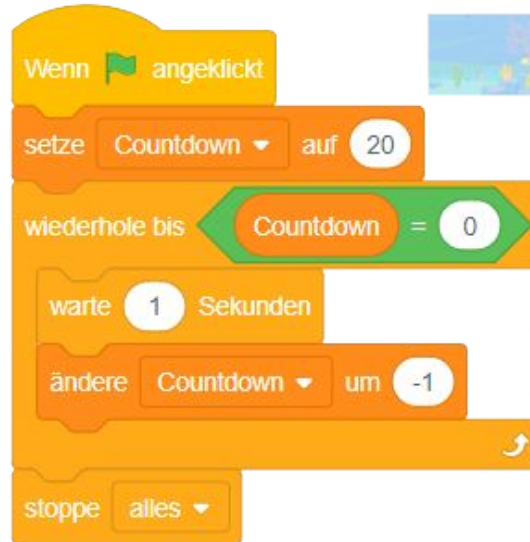 Wenn angeklickt
setze Countdown auf 20
wiederhole bis Countdown = 0
warte 1 Sekunden
ändere Countdown um -1
stoppe alles